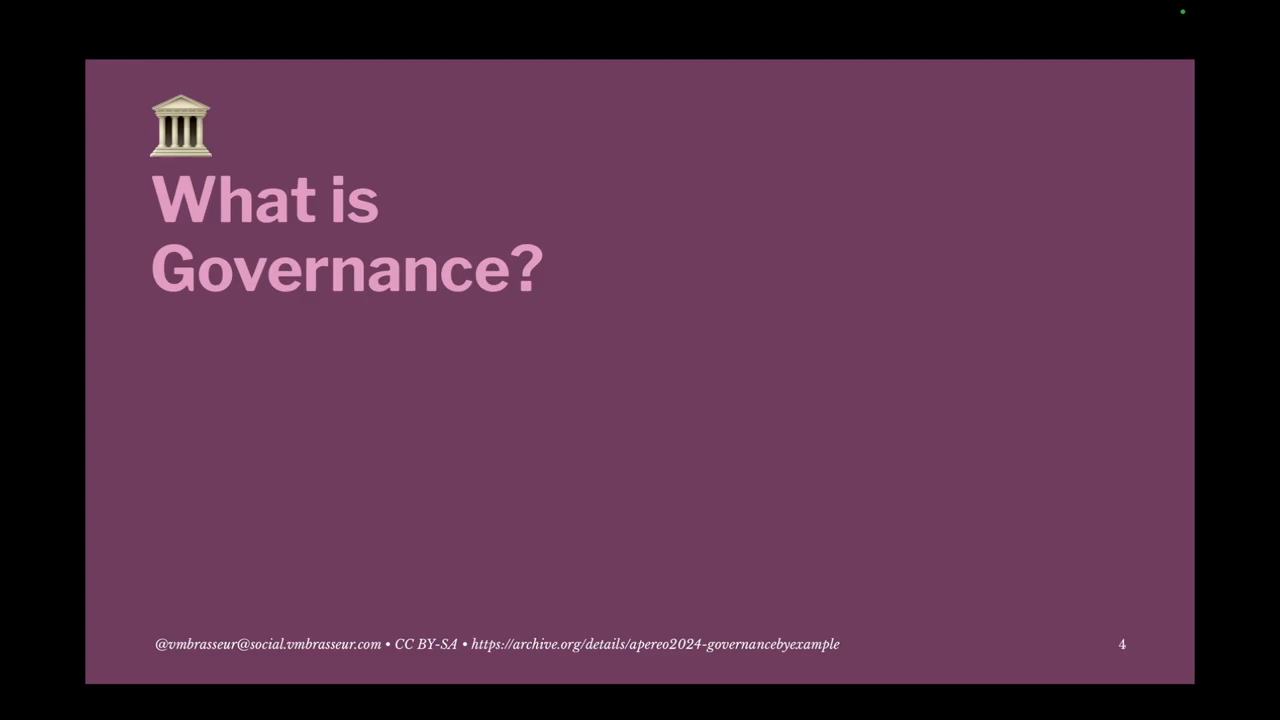 What is
Governance?
@vmbrasseur@social.vmbrasseur.com • CC BY-SA • https://archive.org/details/apereo2024-governancebyexample
4